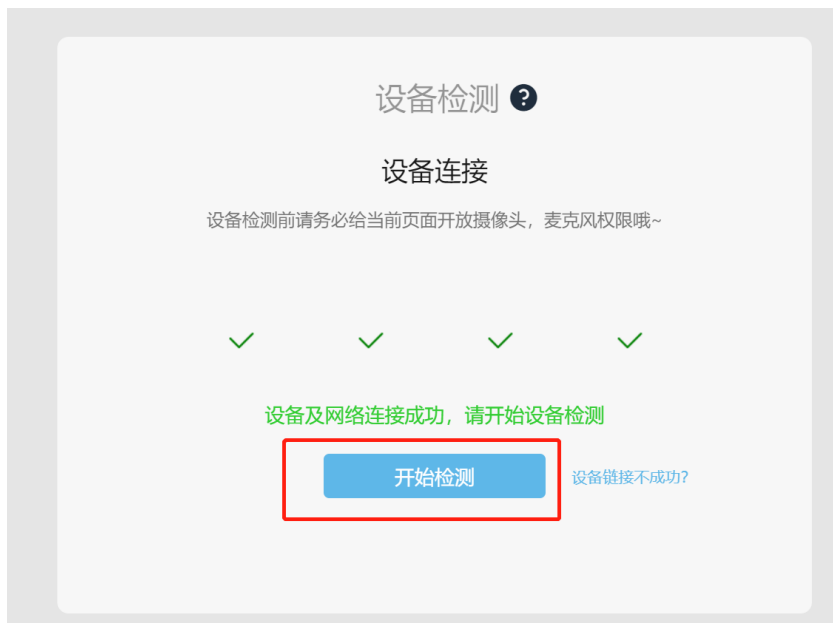 设备检测 ?
设备连接
设备检测前请务必给当前页面开放摄像头，麦克风权限哦~
设备及网络连接成功，请开始设备检测
开始检测 设备链接不成功?